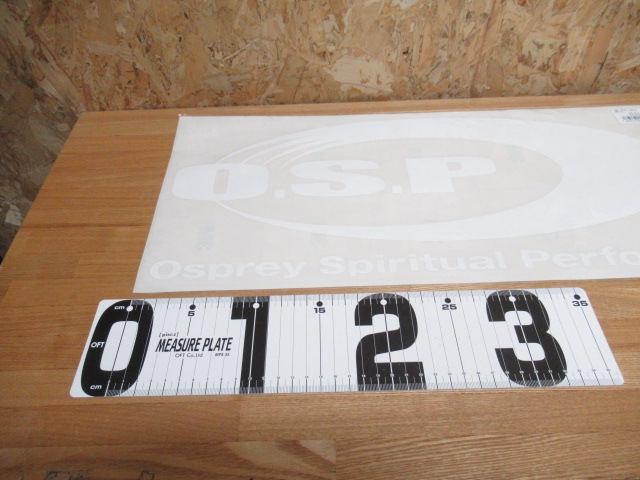 O.S.P
Osprey Spiritual Perfo
cm 5 15 25 35
0 1 2 3
OFT
MEASURE PLATE
OFT Co.,Ltd
cm